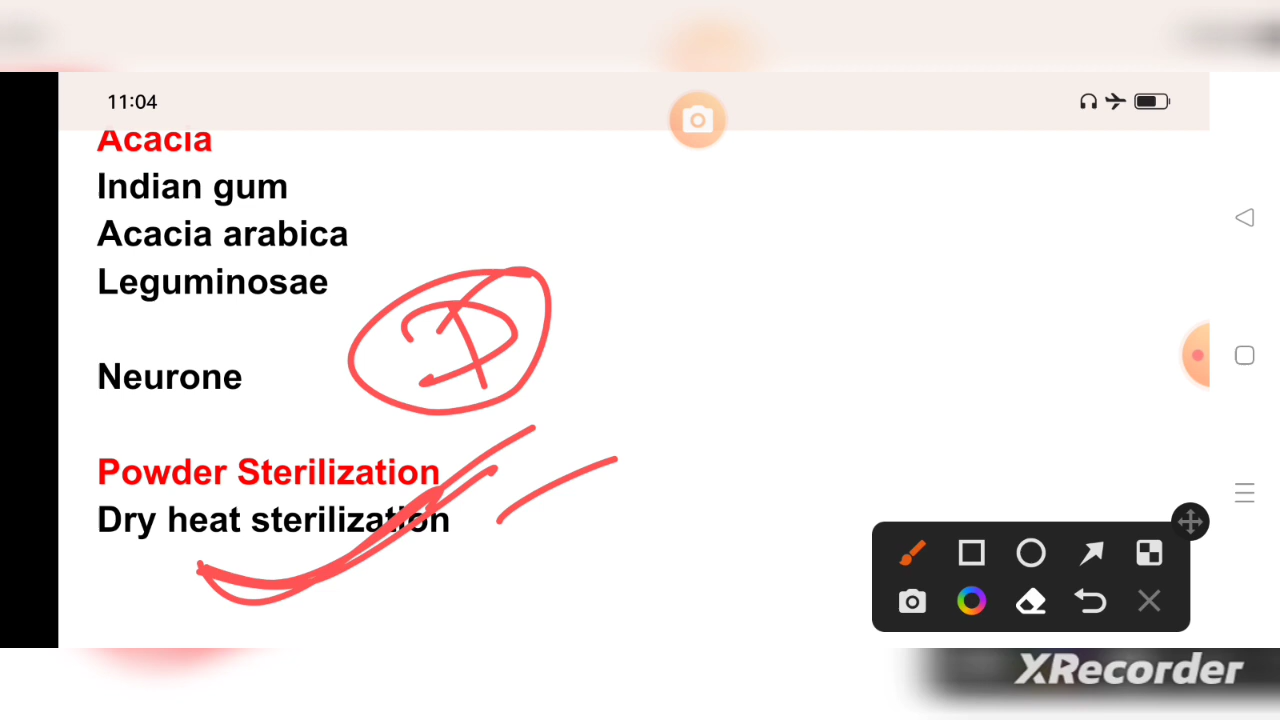 11:04
Acacia
Indian gum
Acacia arabica
Leguminosae
Neurone
Powder Sterilization
Dry heat sterilization
XRecorder